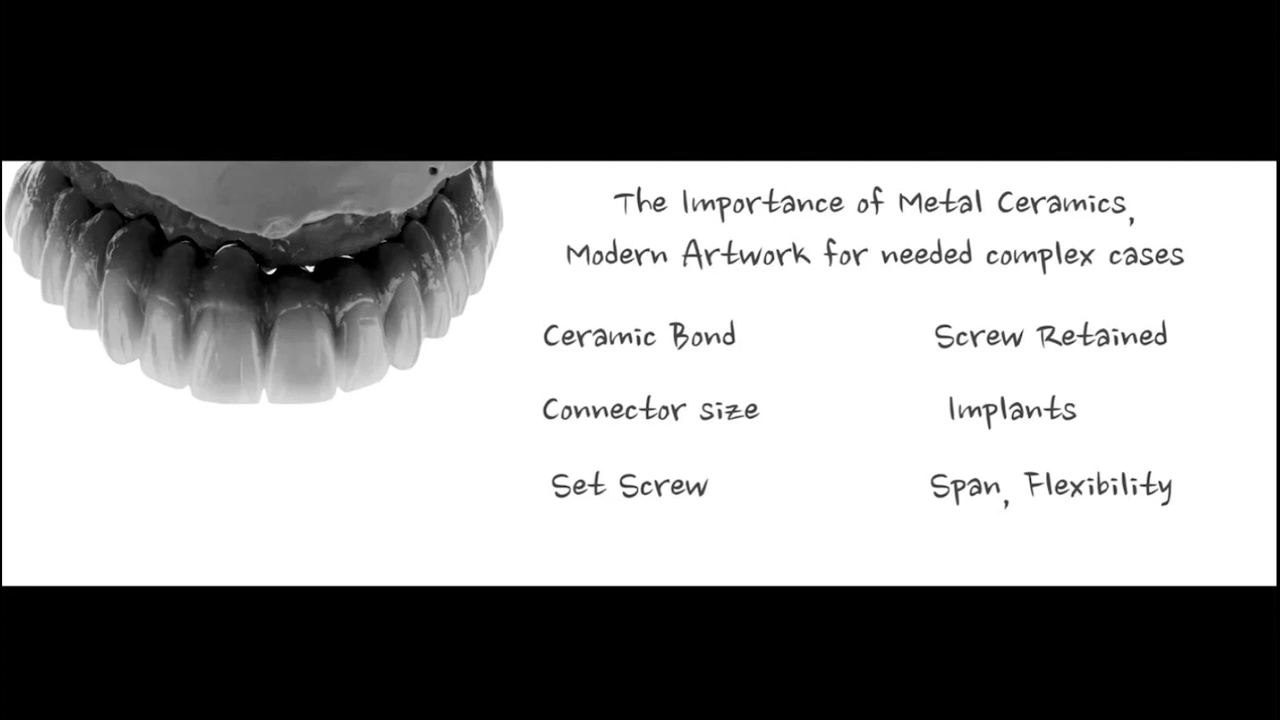 The Importance of Metal Ceramics,
Modern Artwork for needed complex cases
Ceramic Bond
Screw Retained
Connector size
Implants
Set Screw
Span, Flexibility